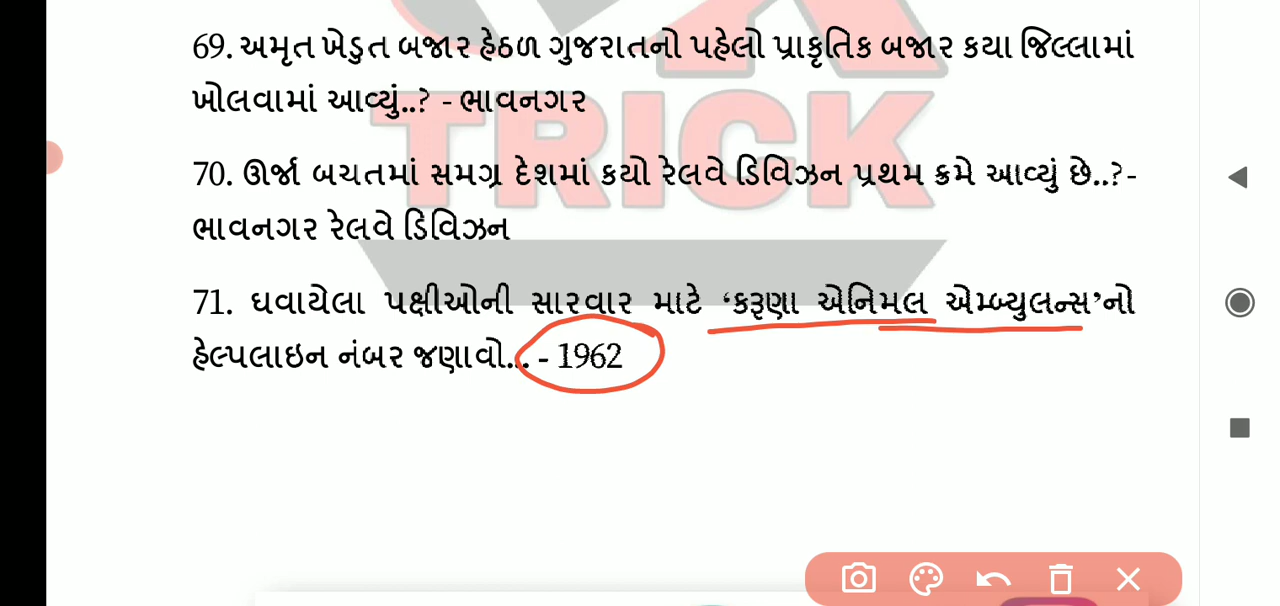 69. અમૃત ખેડુત બજાર હેઠળ ગુજરાતનો પહેલો પ્રાકૃતિક બજાર કયા જિલ્લામાં
ખોલવામાં આવ્યું..? - ભાવનગર
70. ઊર્જા બચતમાં સમગ્ર દેશમાં કયો રેલવે ડિવિઝન પ્રથમ ક્રમે આવ્યું છે..?-
ભાવનગર રેલવે ડિવિઝન
71. ઘવાયેલા પક્ષીઓની સારવાર માટે ‘કરૂણા એનિમલ એમ્બ્યુલન્સ’નો
હેલ્પલાઇન નંબર જણાવો... - 1962
TRICK